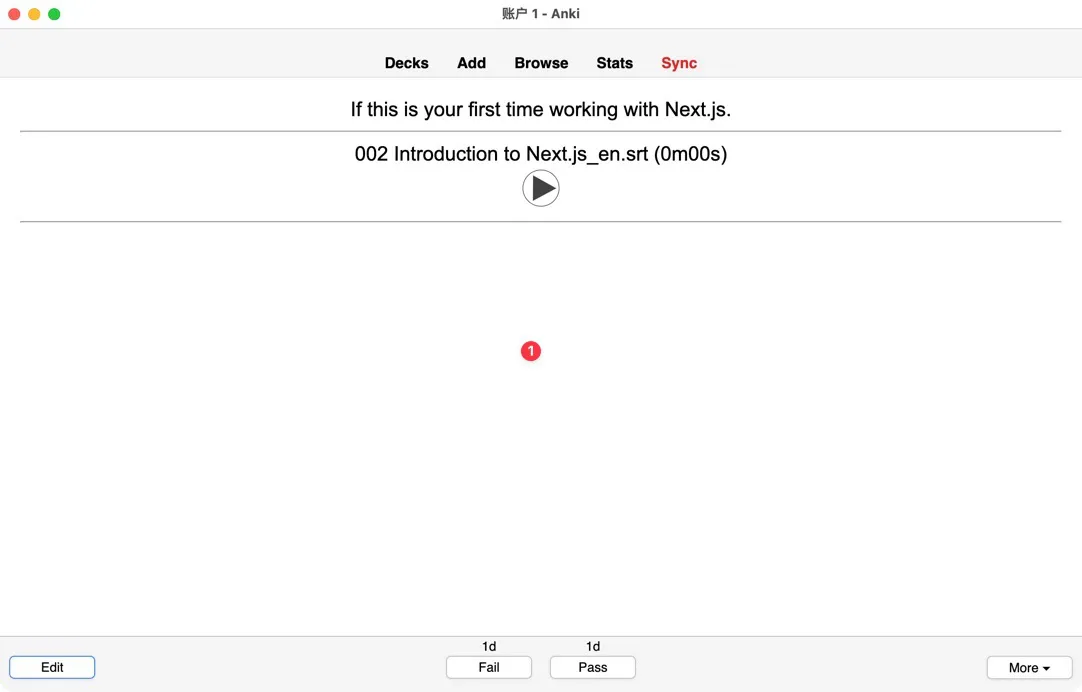 账户 1 - Anki
Decks Add Browse Stats Sync
If this is your first time working with Next.js.
002 Introduction to Next.js_en.srt (0m00s)
1
1d 1d
Edit Fail Pass More